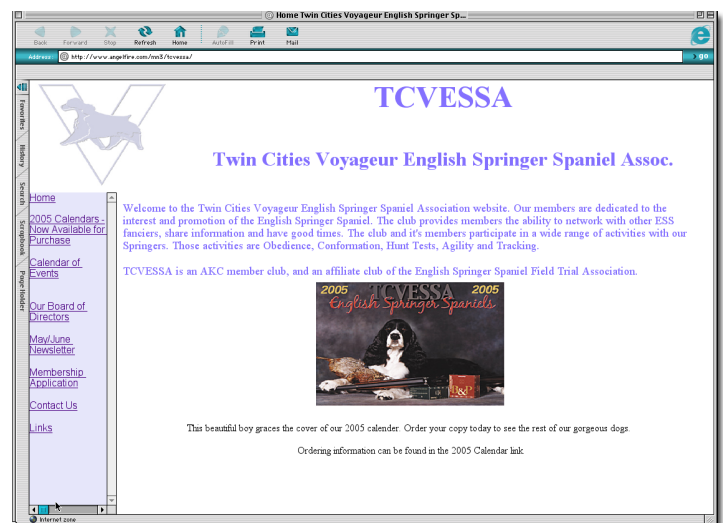 Home Twin Cities Voyageur English Springer Sp...
Back Forward Stop Refresh Home AutoFill Print Mail
Address: http://www.angelfire.com/mn3/tcvessa/ go
Favorites
History
Search
Scrapbook
Page Holder
TCVESSA
Twin Cities Voyageur English Springer Spaniel Assoc.
Home
2005 Calendars -
Now Available for
Purchase
Calendar of
Events
Our Board of
Directors
May/June
Newsletter
Membership
Application
Contact Us
Links
Welcome to the Twin Cities Voyageur English Springer Spaniel Association website. Our members are dedicated to the
interest and promotion of the English Springer Spaniel. The club provides members the ability to network with other ESS
fanciers, share information and have good times. The club and it's members participate in a wide range of activities with our
Springers. Those activities are Obedience, Conformation, Hunt Tests, Agility and Tracking.
TCVESSA is an AKC member club, and an affiliate club of the English Springer Spaniel Field Trial Association.
2005 TCVESSA 2005
English Springer Spaniels
B&P
This beautiful boy graces the cover of our 2005 calender. Order your copy today to see the rest of our gorgeous dogs.
Ordering information can be found in the 2005 Calendar link
Internet zone